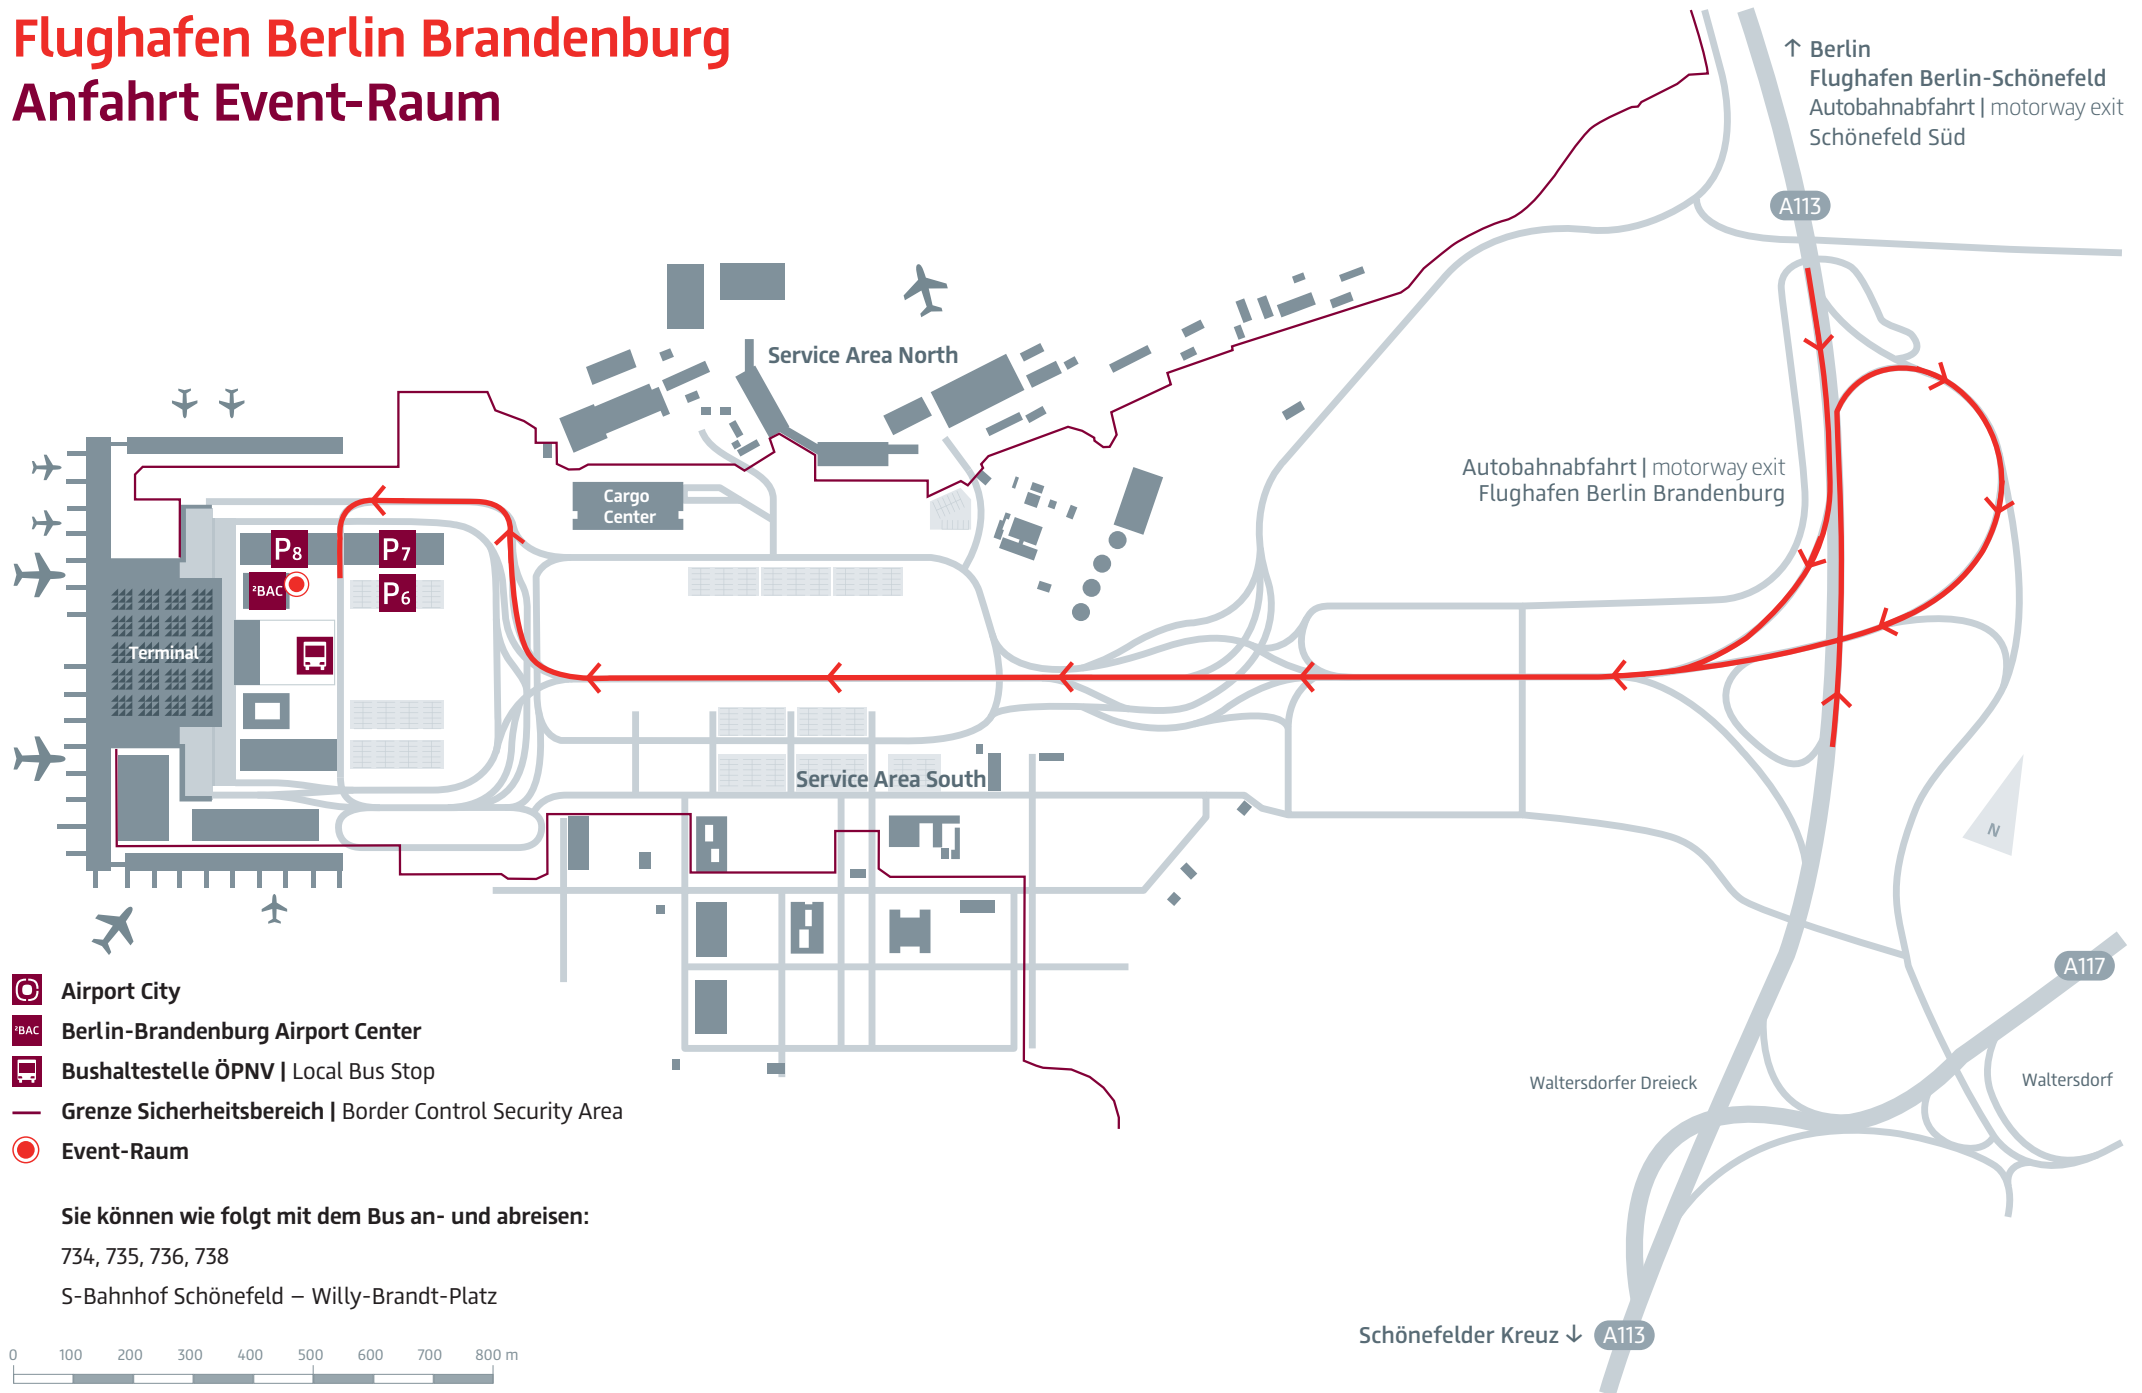 Flughafen Berlin Brandenburg
Anfahrt Event-Raum
↑ Berlin
Flughafen Berlin-Schönefeld
Autobahnabfahrt | motorway exit
Schönefeld Süd
A113
Service Area North
Autobahnabfahrt | motorway exit
Flughafen Berlin Brandenburg
Cargo
Center
P8
P7
²BAC
P6
Terminal
Service Area South
N
A117
Airport City
²BAC
Berlin-Brandenburg Airport Center
Bushaltestelle ÖPNV | Local Bus Stop
Grenze Sicherheitsbereich | Border Control Security Area
Event-Raum
Waltersdorfer Dreieck
Waltersdorf
Sie können wie folgt mit dem Bus an- und abreisen:
734, 735, 736, 738
S-Bahnhof Schönefeld – Willy-Brandt-Platz
Schönefelder Kreuz ↓
A113
0 100 200 300 400 500 600 700 800 m